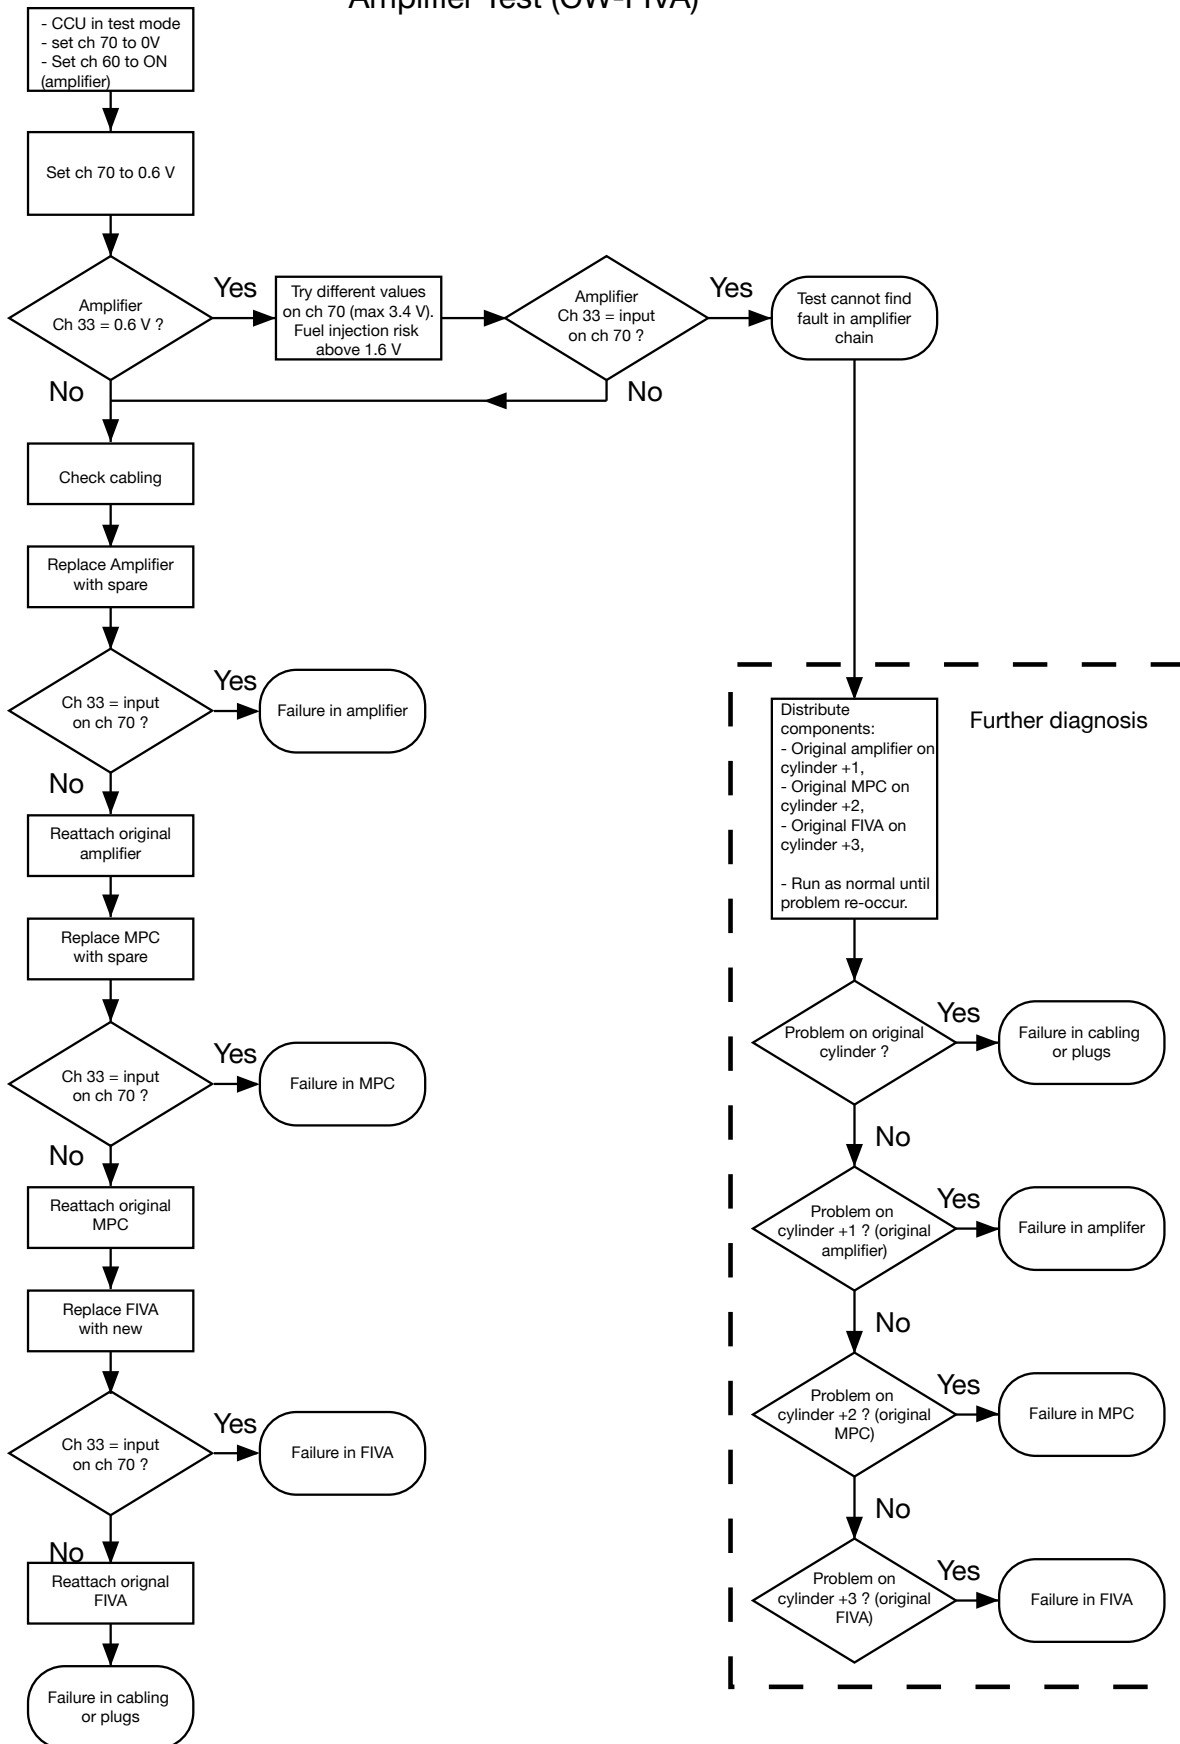 Amplifier Test (CW-FIVA)
- CCU in test mode
- set ch 70 to 0V
- Set ch 60 to ON
(amplifier)
Set ch 70 to 0.6 V
Amplifier
Ch 33 = 0.6 V ?
Yes
Try different values
on ch 70 (max 3.4 V).
Fuel injection risk
above 1.6 V
Amplifier
Ch 33 = input
on ch 70 ?
Yes
Test cannot find
fault in amplifier
chain
No
No
Check cabling
Replace Amplifier
with spare
Ch 33 = input
on ch 70 ?
Yes
Failure in amplifier
No
Reattach original
amplifier
Replace MPC
with spare
Ch 33 = input
on ch 70 ?
Yes
Failure in MPC
No
Reattach original
MPC
Replace FIVA
with new
Ch 33 = input
on ch 70 ?
Yes
Failure in FIVA
No
Reattach orignal
FIVA
Failure in cabling
or plugs
Further diagnosis
Distribute
components:
- Original amplifier on
cylinder +1,
- Original MPC on
cylinder +2,
- Original FIVA on
cylinder +3,
- Run as normal until
problem re-occur.
Problem on original
cylinder ?
Yes
Failure in cabling
or plugs
No
Problem on
cylinder +1 ? (original
amplifier)
Yes
Failure in amplifer
No
Problem on
cylinder +2 ? (original
MPC)
Yes
Failure in MPC
No
Problem on
cylinder +3 ? (original
FIVA)
Yes
Failure in FIVA